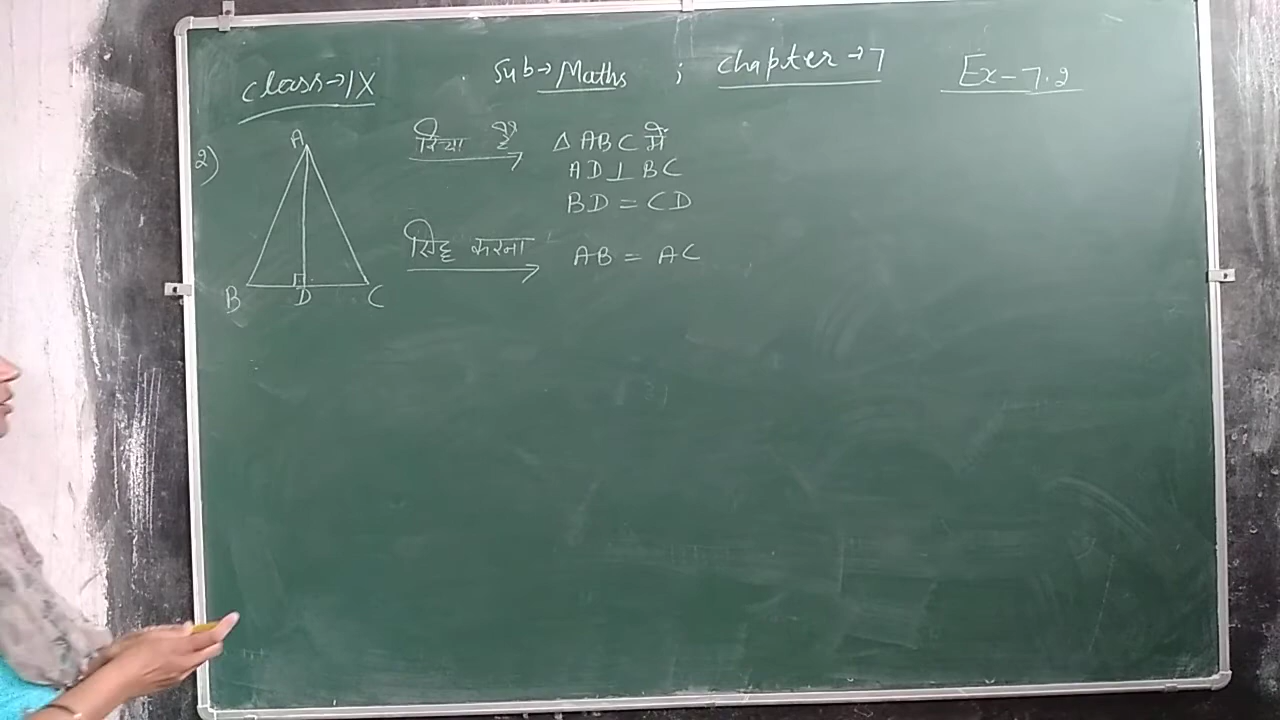 Class→IX Sub→Maths ; Chapter→7 Ex-7.2
2)
A
B D C
दिया है → Δ ABC में
AD⊥BC
BD = CD
सिद्ध करना → AB = AC